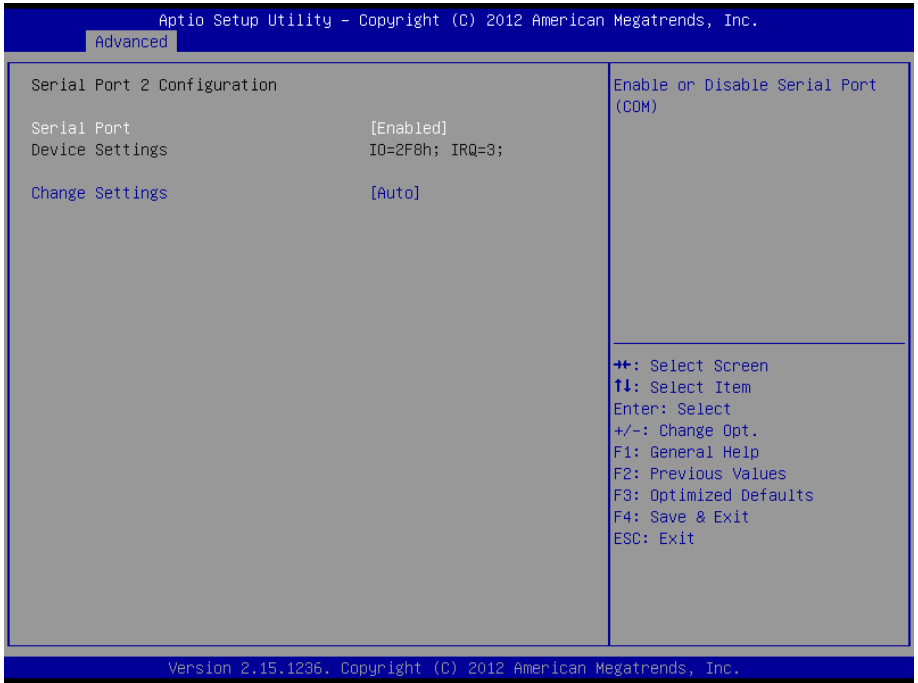 Aptio Setup Utility – Copyright (C) 2012 American Megatrends, Inc.
Advanced
Serial Port 2 Configuration
Serial Port [Enabled]
Device Settings IO=2F8h; IRQ=3;
Change Settings [Auto]
Enable or Disable Serial Port
(COM)
→←: Select Screen
↑↓: Select Item
Enter: Select
+/-: Change Opt.
F1: General Help
F2: Previous Values
F3: Optimized Defaults
F4: Save & Exit
ESC: Exit
Version 2.15.1236. Copyright (C) 2012 American Megatrends, Inc.